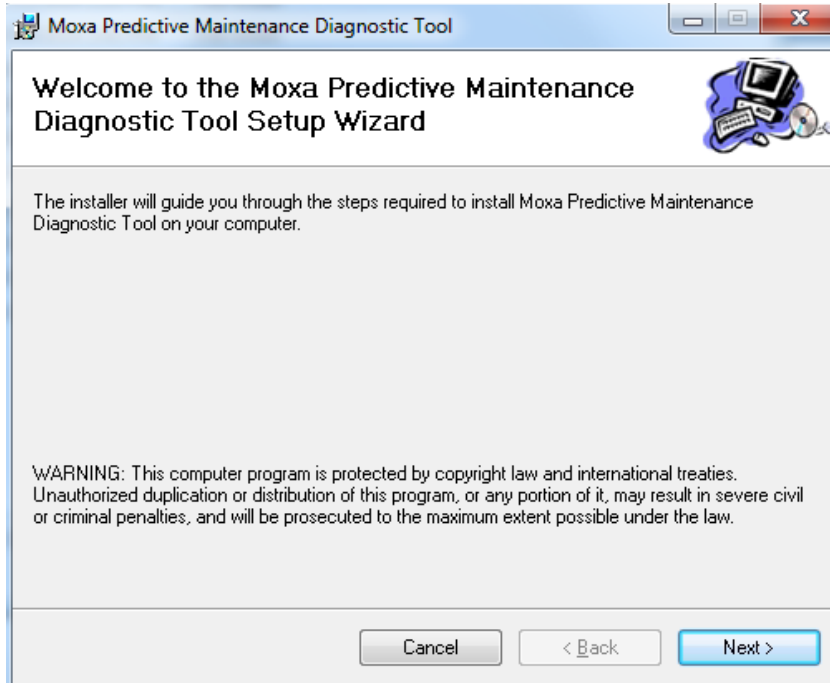 Moxa Predictive Maintenance Diagnostic Tool
Welcome to the Moxa Predictive Maintenance
Diagnostic Tool Setup Wizard
The installer will guide you through the steps required to install Moxa Predictive Maintenance
Diagnostic Tool on your computer.
WARNING: This computer program is protected by copyright law and international treaties.
Unauthorized duplication or distribution of this program, or any portion of it, may result in severe civil
or criminal penalties, and will be prosecuted to the maximum extent possible under the law.
Cancel
< Back
Next >